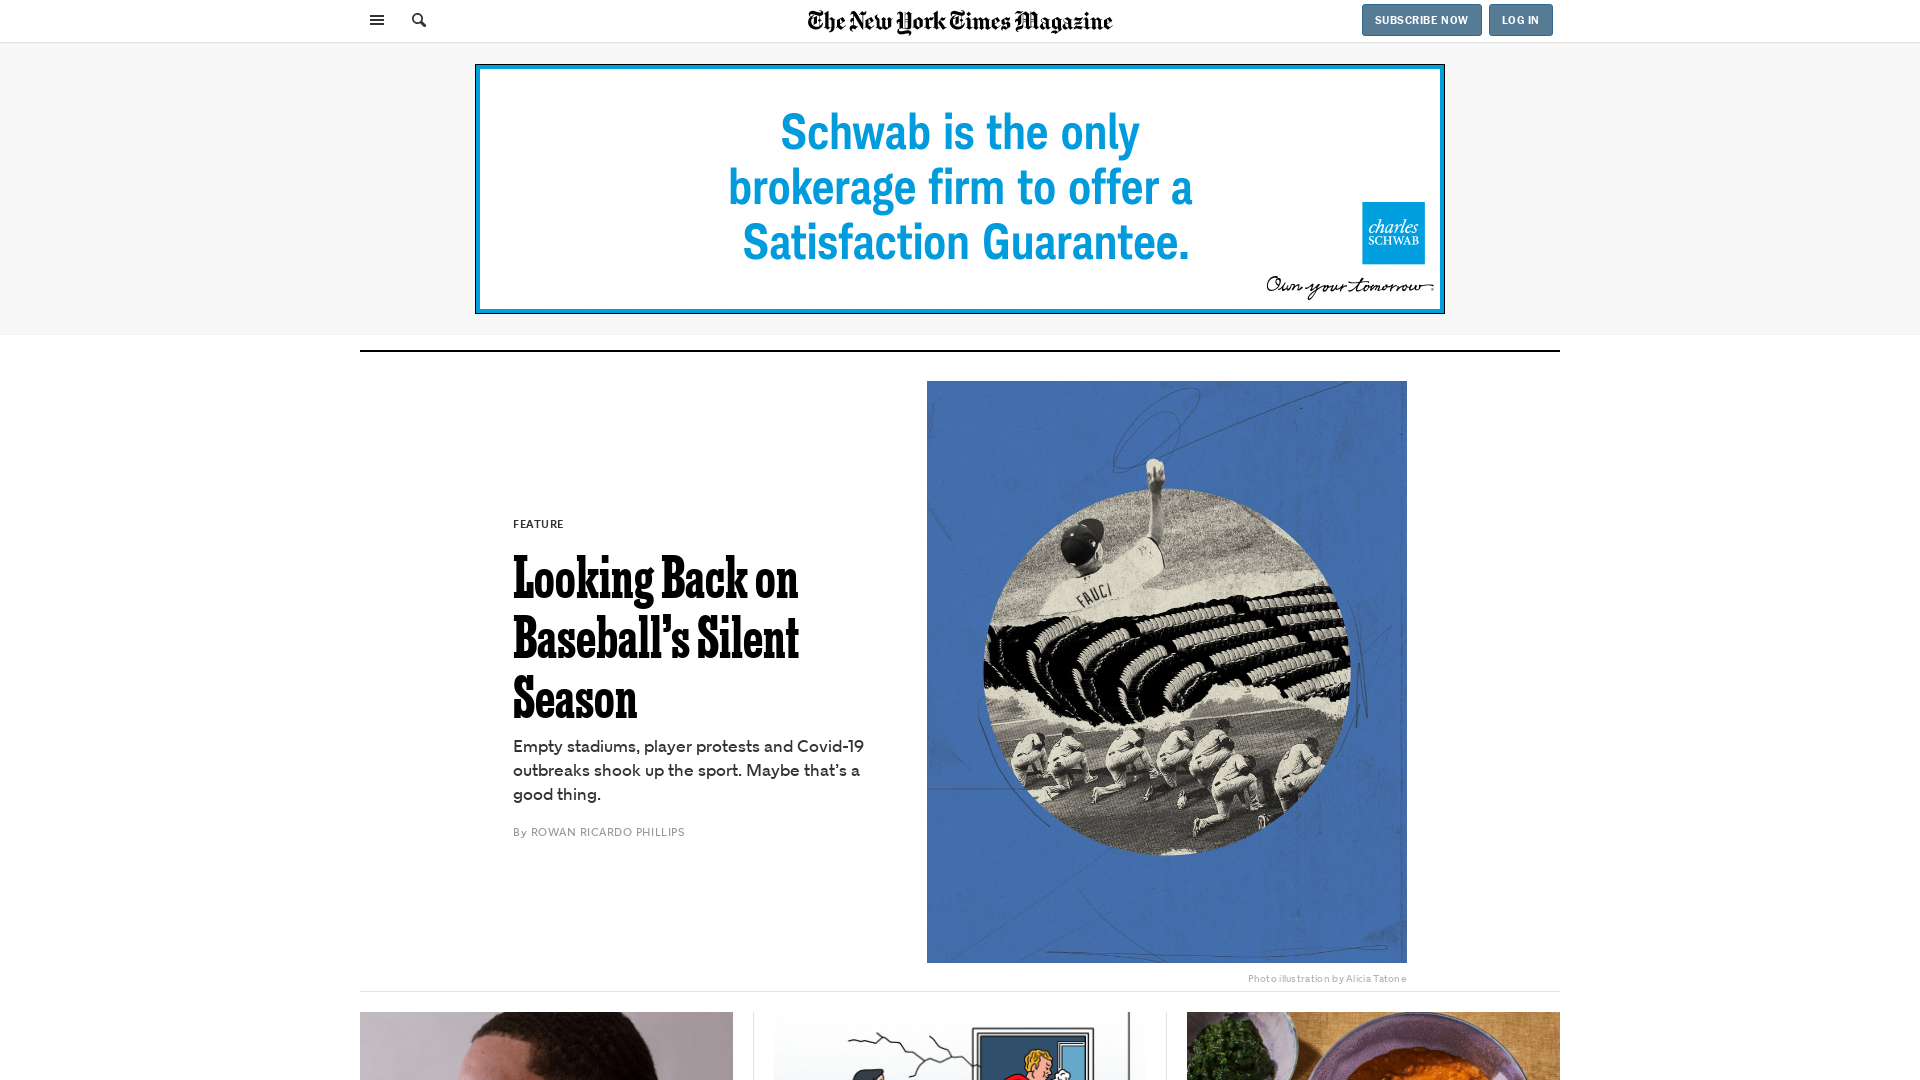 The New York Times Magazine
SUBSCRIBE NOW
LOG IN
Schwab is the only
brokerage firm to offer a
Satisfaction Guarantee.
charles
SCHWAB
Own your tomorrow
FEATURE
Looking Back on
Baseball’s Silent
Season
Empty stadiums, player protests and Covid-19
outbreaks shook up the sport. Maybe that’s a
good thing.
By ROWAN RICARDO PHILLIPS
FAUCI
Photo illustration by Alicia Tatone